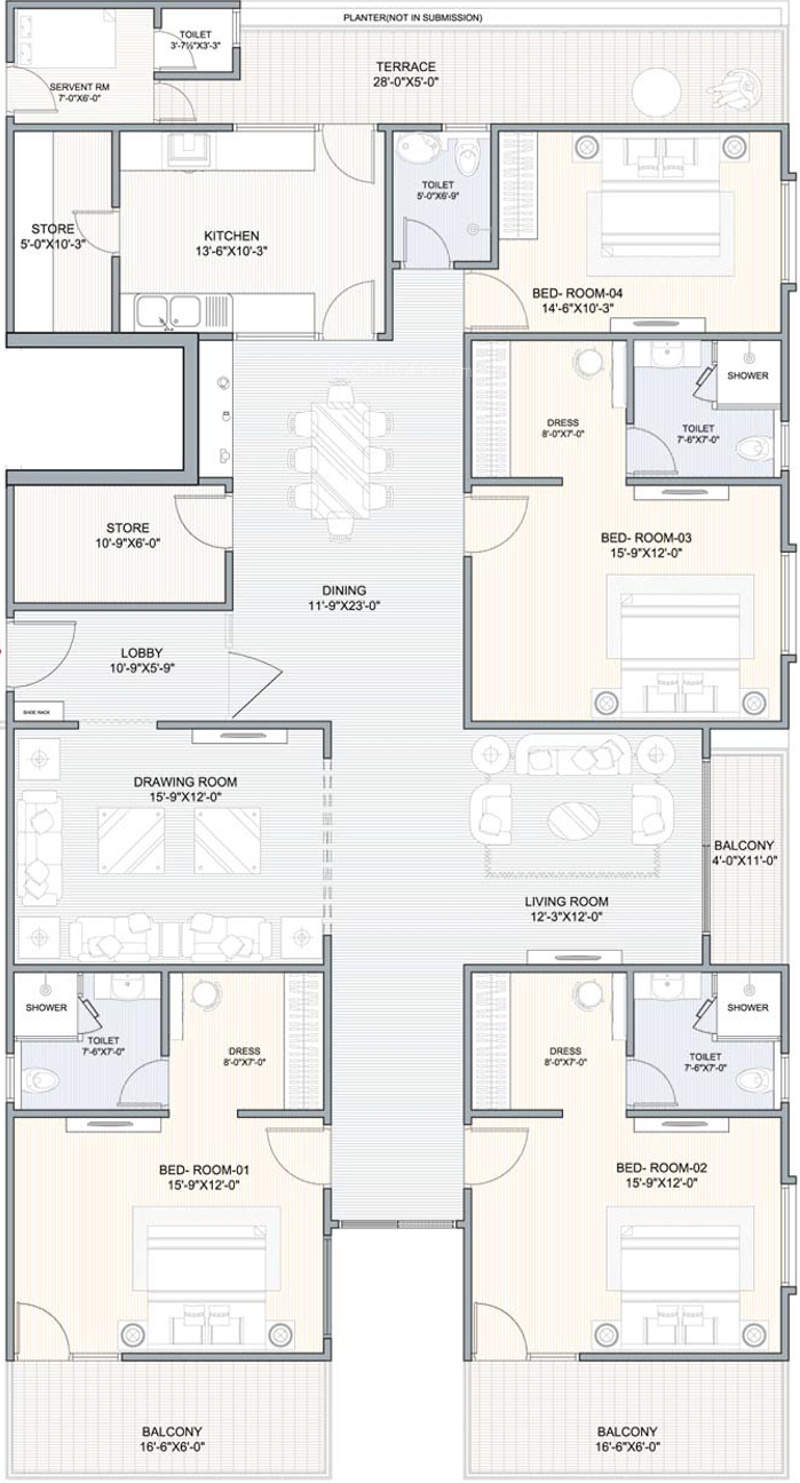 PLANTER(NOT IN SUBMISSION)
TOILET
3'-7½"X3'-3"
TERRACE
28'-0"X5'-0"
SERVENT RM
7'-0"X6'-0"
STORE
5'-0"X10'-3"
KITCHEN
13'-6"X10'-3"
TOILET
5'-0"X6'-9"
BED- ROOM-04
14'-6"X10'-3"
DRESS
8'-0"X7'-0"
TOILET
7'-6"X7'-0"
SHOWER
STORE
10'-9"X6'-0"
BED- ROOM-03
15'-9"X12'-0"
DINING
11'-9"X23'-0"
LOBBY
10'-9"X5'-9"
SHOE RACK
DRAWING ROOM
15'-9"X12'-0"
BALCONY
4'-0"X11'-0"
LIVING ROOM
12'-3"X12'-0"
SHOWER
TOILET
7'-6"X7'-0"
DRESS
8'-0"X7'-0"
DRESS
8'-0"X7'-0"
TOILET
7'-6"X7'-0"
SHOWER
BED- ROOM-01
15'-9"X12'-0"
BED- ROOM-02
15'-9"X12'-0"
BALCONY
16'-6"X6'-0"
BALCONY
16'-6"X6'-0"